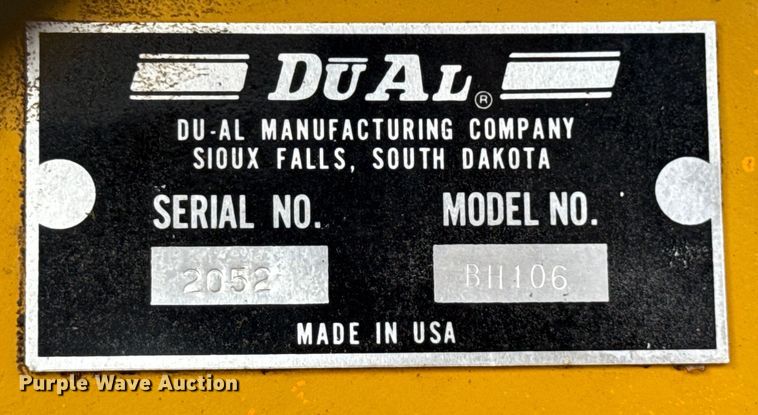 DŪAL®
DU-AL MANUFACTURING COMPANY
SIOUX FALLS, SOUTH DAKOTA
SERIAL NO. MODEL NO.
2052 BH106
MADE IN USA
Purple Wave Auction